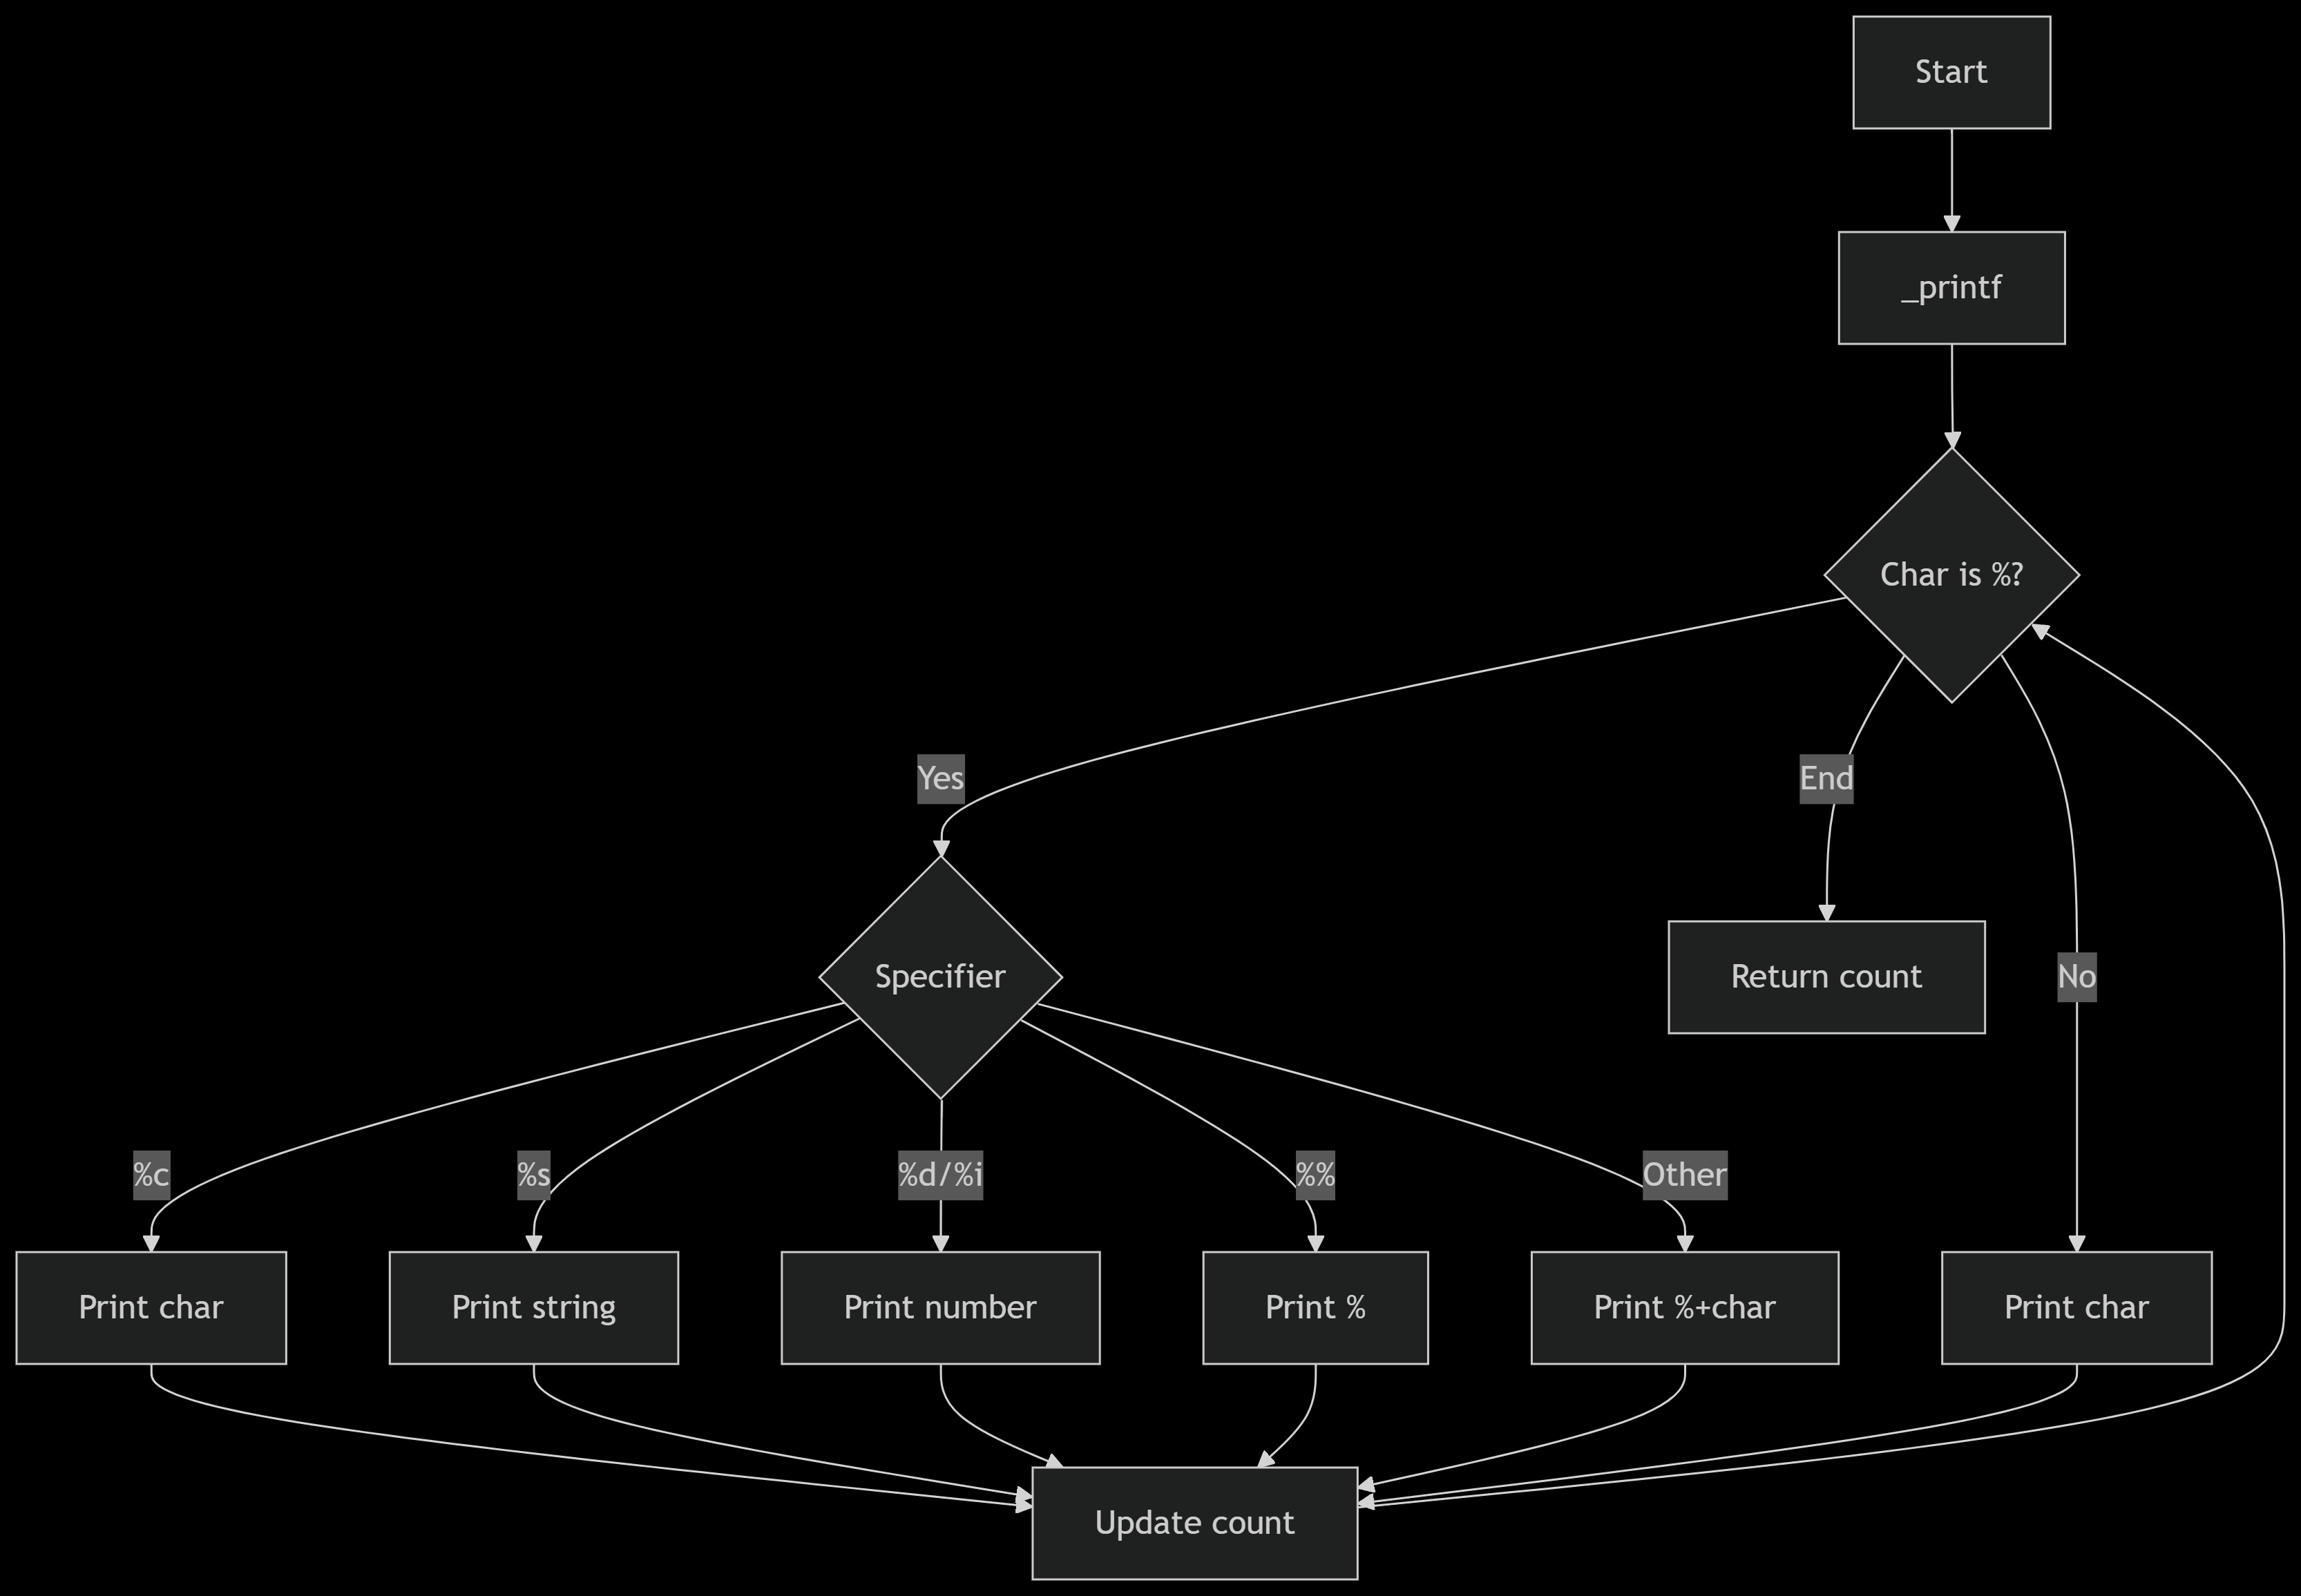 Start
_printf
Char is %?
Yes
End
No
Specifier
Return count
%c
%s
%d/%i
%%
Other
Print char
Print string
Print number
Print %
Print %+char
Print char
Update count